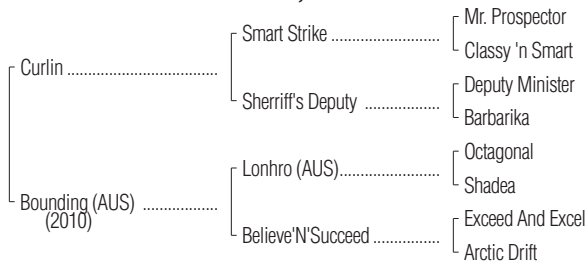 Mr. Prospector
Smart Strike ...................
Classy 'n Smart
Curlin ...................................
Deputy Minister
Sherriff's Deputy .................
Barbarika
Octagonal
Lonhro (AUS).......................
Shadea
Bounding (AUS) .................
(2010)
Exceed And Excel
Believe'N'Succeed ................
Arctic Drift